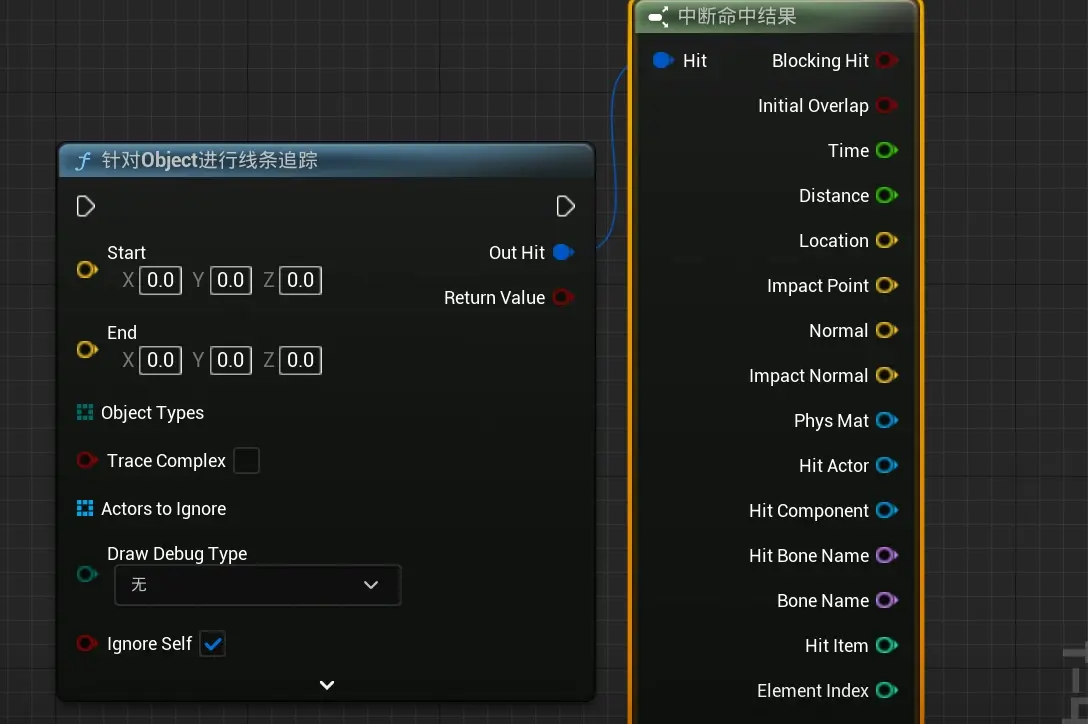 针对Object进行线条追踪
Start
X 0.0 Y 0.0 Z 0.0
End
X 0.0 Y 0.0 Z 0.0
Object Types
Trace Complex
Actors to Ignore
Draw Debug Type
无
Ignore Self
Out Hit
Return Value
中断命中结果
Hit
Blocking Hit
Initial Overlap
Time
Distance
Location
Impact Point
Normal
Impact Normal
Phys Mat
Hit Actor
Hit Component
Hit Bone Name
Bone Name
Hit Item
Element Index